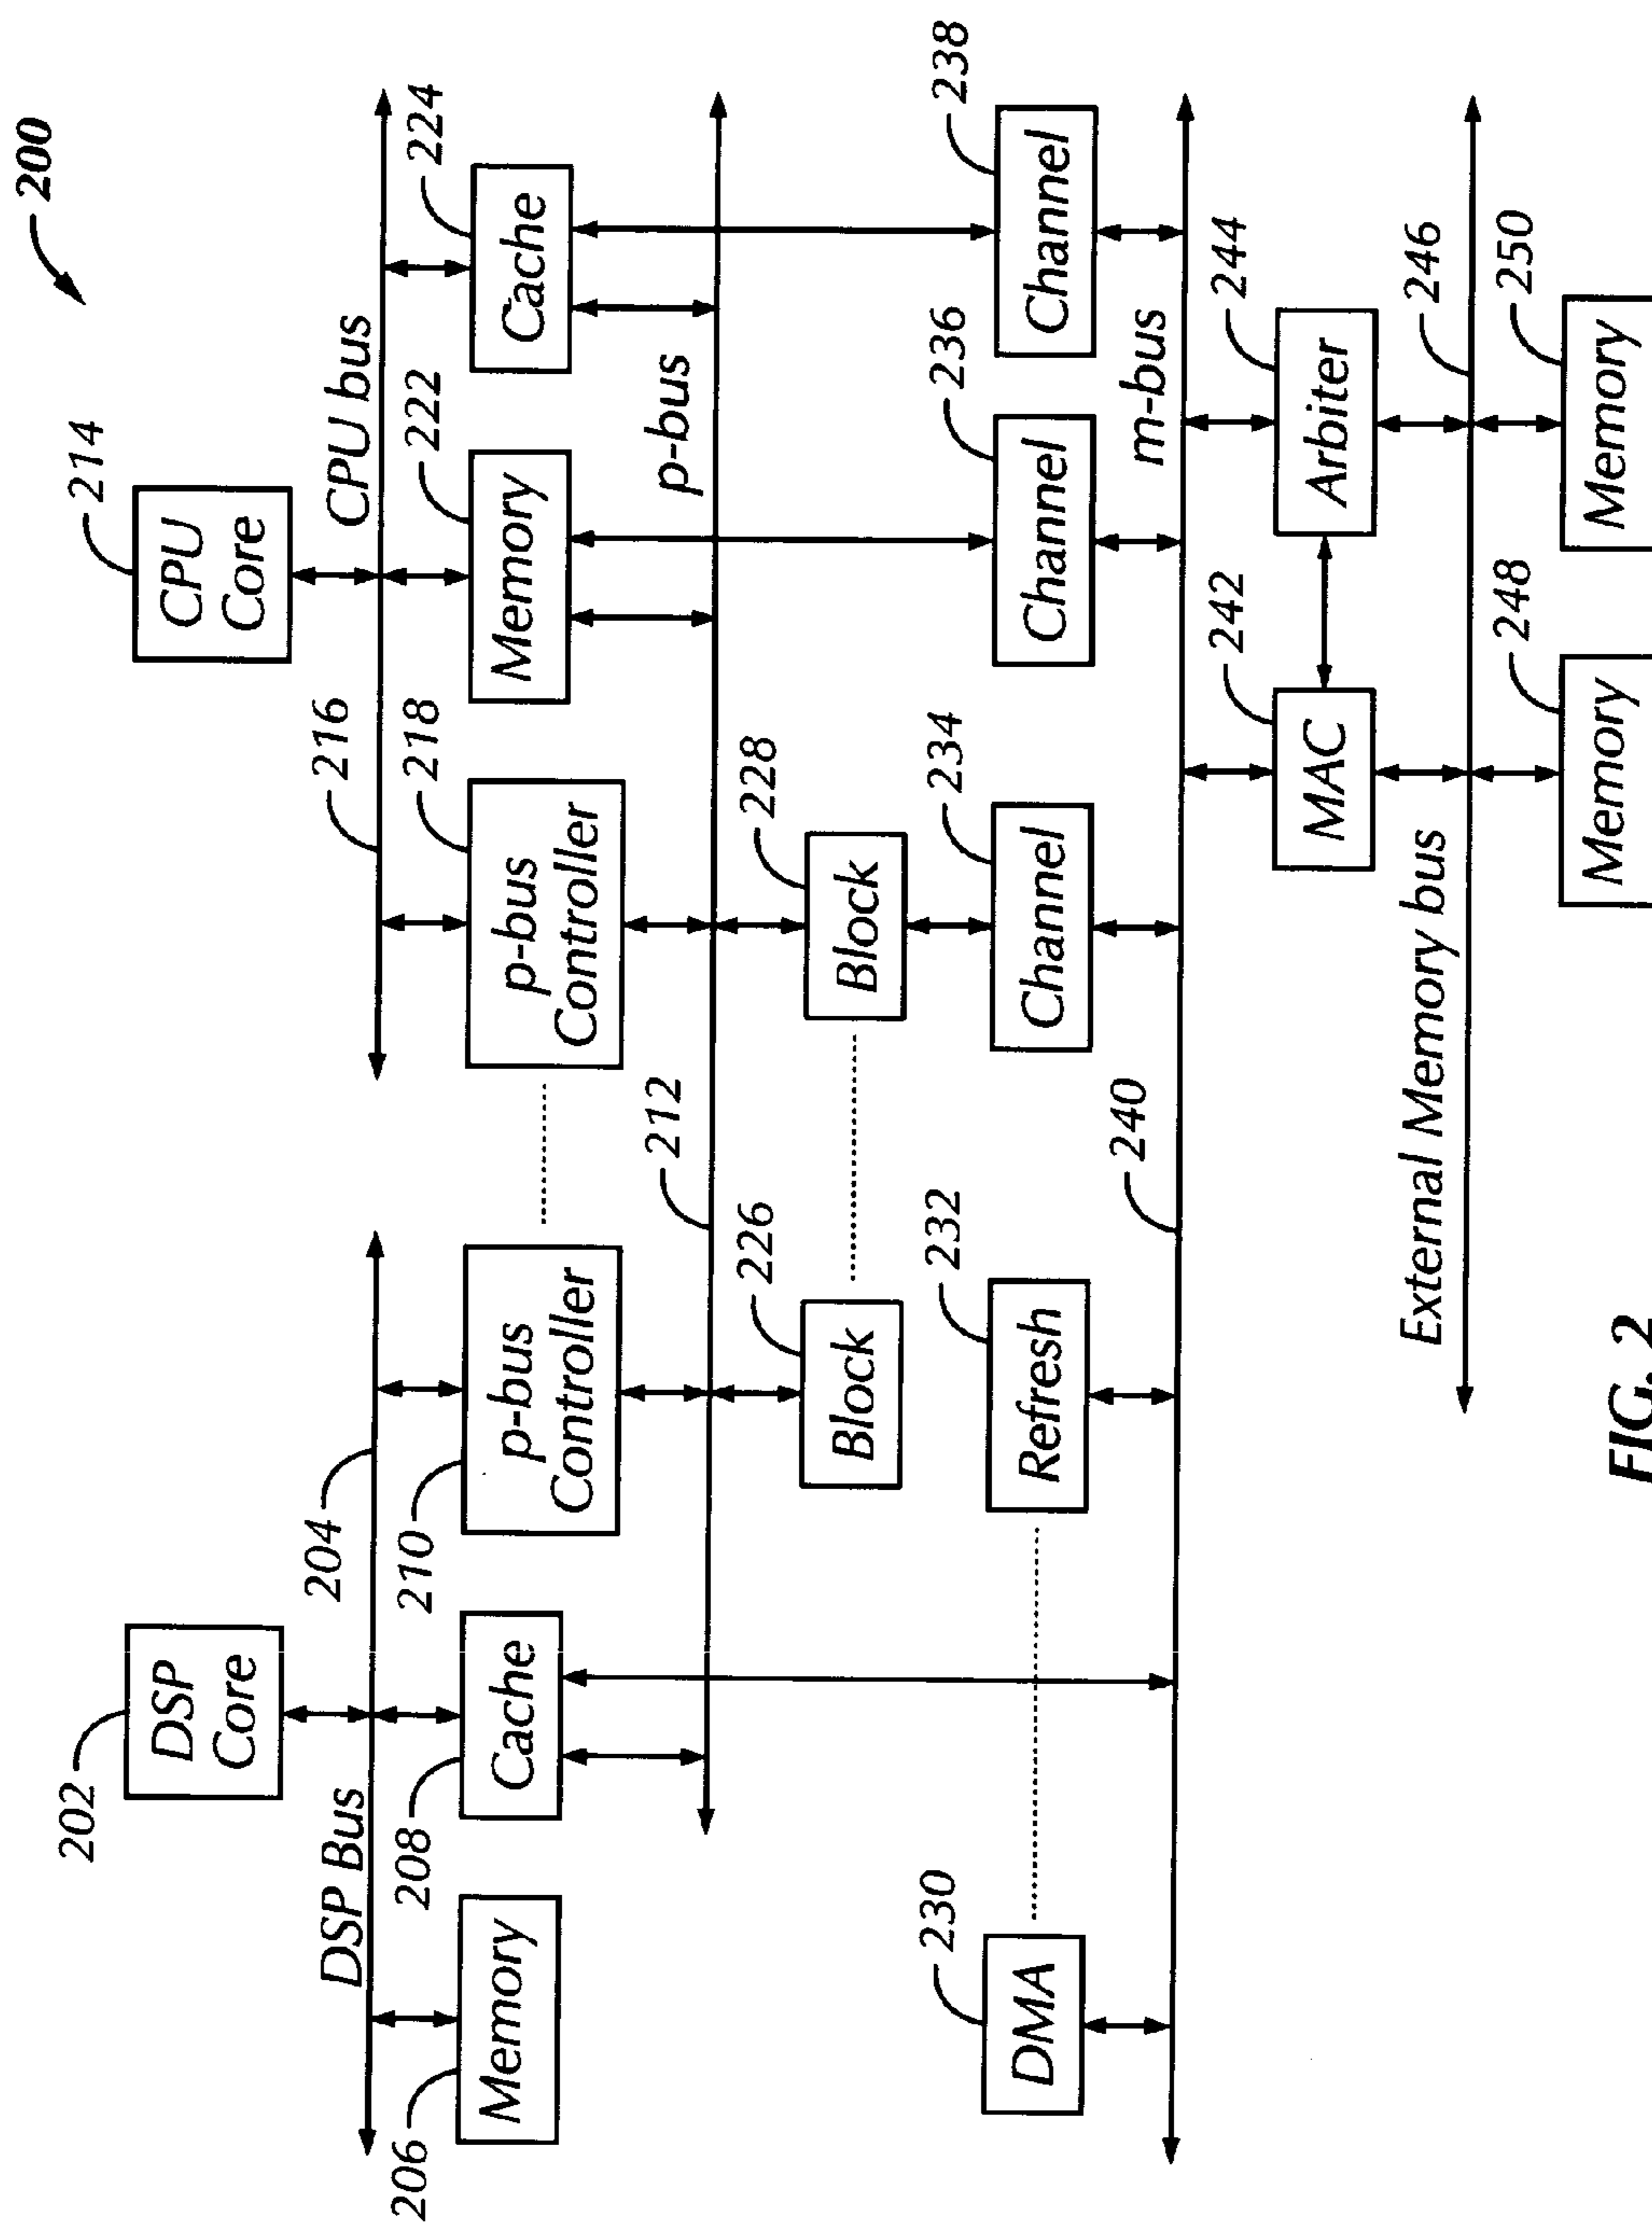 200
202
DSP
Core
214
CPU
Core
DSP Bus
204
216
CPU bus
206
Memory
208
Cache
210
p-bus
Controller
218
p-bus
Controller
222
Memory
224
Cache
212
p-bus
226
Block
228
Block
230
DMA
232
Refresh
234
Channel
236
Channel
238
Channel
240
m-bus
242
MAC
244
Arbiter
External Memory bus
246
248
Memory
250
Memory
FIG. 2